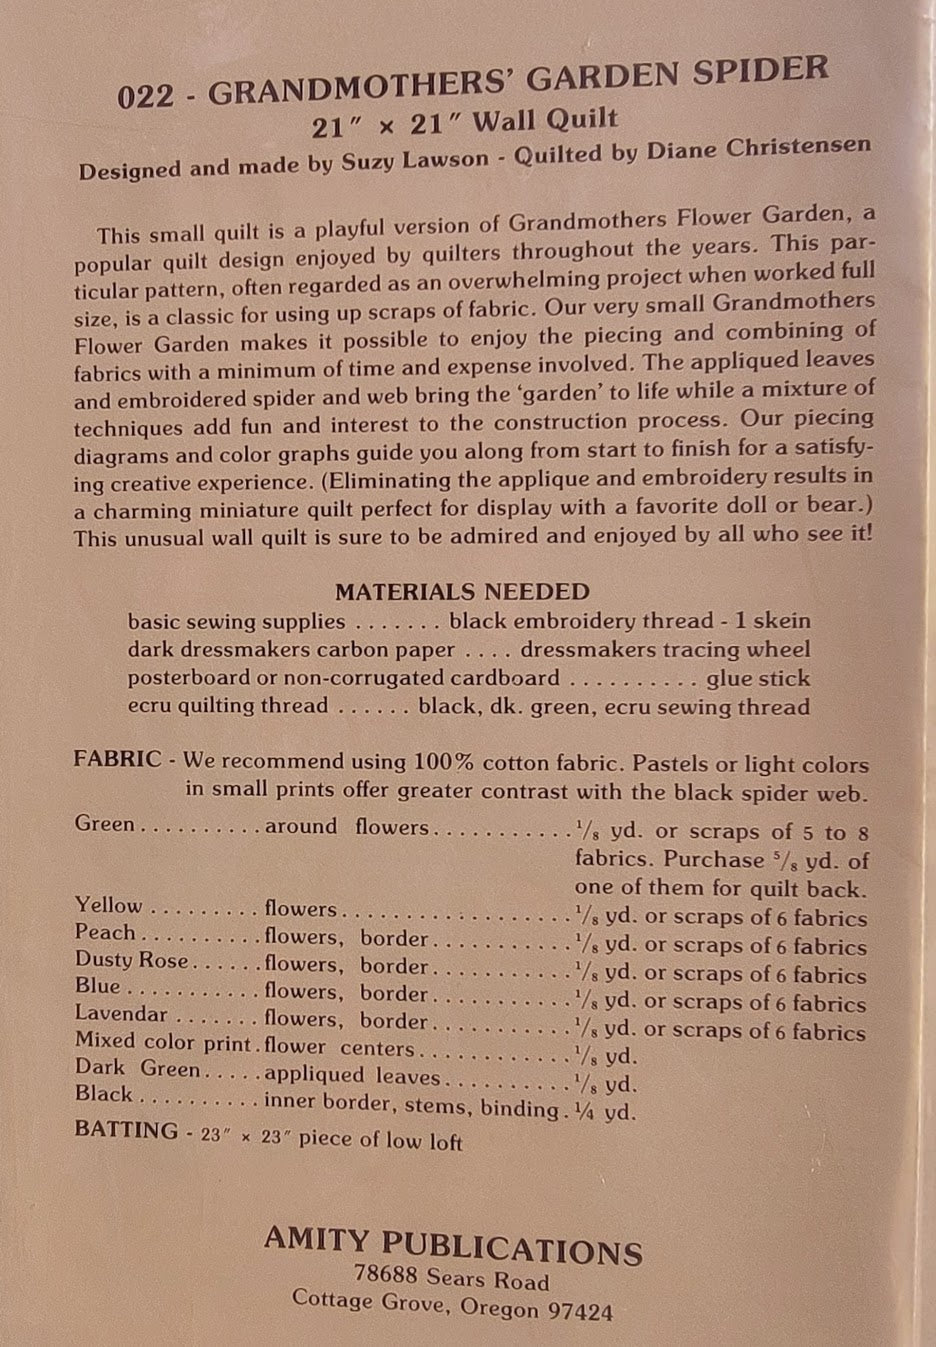 022 - GRANDMOTHERS' GARDEN SPIDER
21" x 21" Wall Quilt
Designed and made by Suzy Lawson - Quilted by Diane Christensen
This small quilt is a playful version of Grandmothers Flower Garden, a
popular quilt design enjoyed by quilters throughout the years. This par-
ticular pattern, often regarded as an overwhelming project when worked full
size, is a classic for using up scraps of fabric. Our very small Grandmothers
Flower Garden makes it possible to enjoy the piecing and combining of
fabrics with a minimum of time and expense involved. The appliqued leaves
and embroidered spider and web bring the 'garden' to life while a mixture of
techniques add fun and interest to the construction process. Our piecing
diagrams and color graphs guide you along from start to finish for a satisfy-
ing creative experience. (Eliminating the applique and embroidery results in
a charming miniature quilt perfect for display with a favorite doll or bear.)
This unusual wall quilt is sure to be admired and enjoyed by all who see it!
MATERIALS NEEDED
basic sewing supplies ....... black embroidery thread - 1 skein
dark dressmakers carbon paper .... dressmakers tracing wheel
posterboard or non-corrugated cardboard .......... glue stick
ecru quilting thread ...... black, dk. green, ecru sewing thread
FABRIC - We recommend using 100% cotton fabric. Pastels or light colors
in small prints offer greater contrast with the black spider web.
Green .......... around flowers ........... 1/8 yd. or scraps of 5 to 8
fabrics. Purchase 5/8 yd. of
one of them for quilt back.
Yellow ......... flowers .................. 1/8 yd. or scraps of 6 fabrics
Peach .......... flowers, border ........... 1/8 yd. or scraps of 6 fabrics
Dusty Rose ...... flowers, border ........... 1/8 yd. or scraps of 6 fabrics
Blue ........... flowers, border ........... 1/8 yd. or scraps of 6 fabrics
Lavendar ....... flowers, border ........... 1/8 yd. or scraps of 6 fabrics
Mixed color print . flower centers ............ 1/8 yd.
Dark Green ..... appliqued leaves .......... 1/8 yd.
Black .......... inner border, stems, binding . 1/4 yd.
BATTING - 23" x 23" piece of low loft
AMITY PUBLICATIONS
78688 Sears Road
Cottage Grove, Oregon 97424